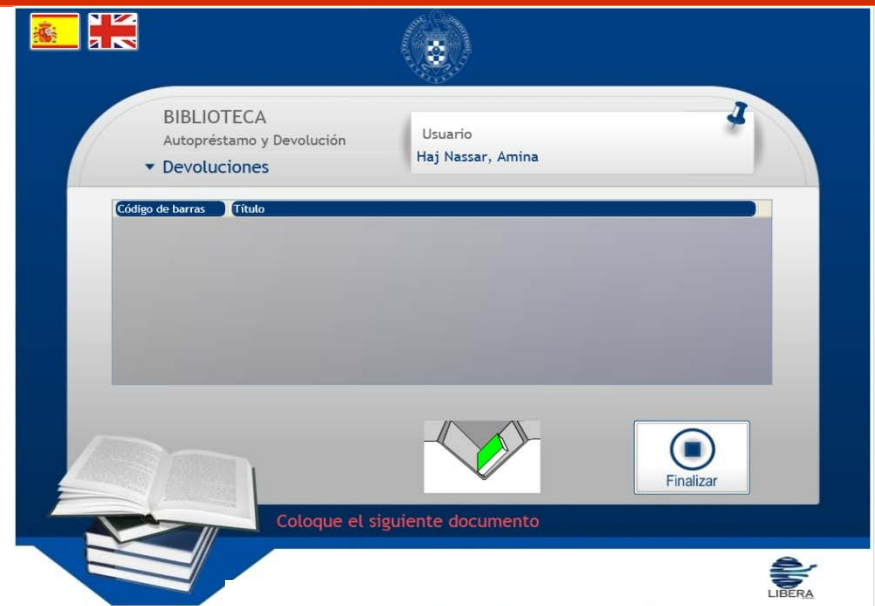 BIBLIOTECA
Autopréstamo y Devolución
Devoluciones
Usuario
Haj Nassar, Amina
Código de barras Título
Finalizar
Coloque el siguiente documento
LIBERA